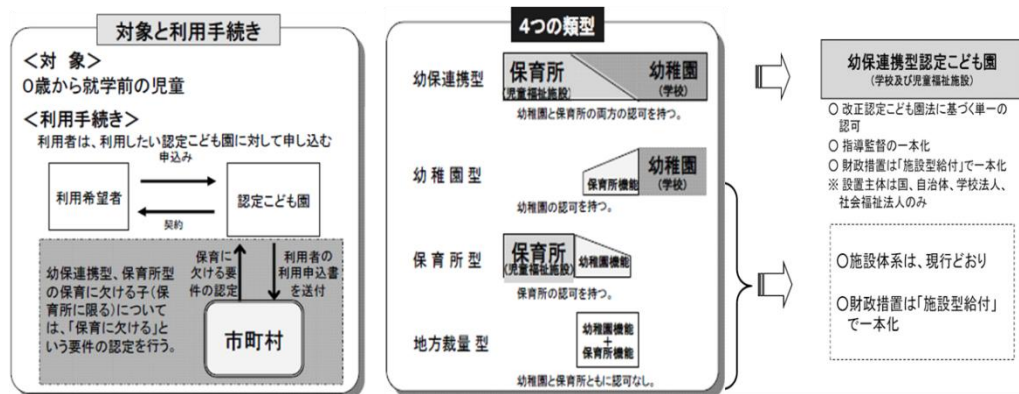 対象と利用手続き
<対 象>
0歳から就学前の児童
<利用手続き>
利用者は、利用したい認定こども園に対して申し込む
申込み
利用希望者
認定こども園
契約
幼保連携型、保育所型
の保育に欠ける子(保
育所に限る)について
は、「保育に欠ける」と
いう要件の認定を行う。
保育に
欠ける要
件の認定
利用者の
利用申込書
を送付
市町村
4つの類型
幼保連携型
保育所
(児童福祉施設)
幼稚園
(学校)
幼稚園と保育所の両方の認可を持つ。
幼稚園型
保育所機能
幼稚園
(学校)
幼稚園の認可を持つ。
保育所型
保育所
(児童福祉施設)
幼稚園機能
保育所の認可を持つ。
地方裁量型
幼稚園機能
+
保育所機能
幼稚園と保育所ともに認可なし。
幼保連携型認定こども園
(学校及び児童福祉施設)
○ 改正認定こども園法に基づく単一の
認可
○ 指導監督の一本化
○ 財政措置は「施設型給付」で一本化
※ 設置主体は国、自治体、学校法人、
社会福祉法人のみ
○施設体系は、現行どおり
○財政措置は「施設型給付」
で一本化